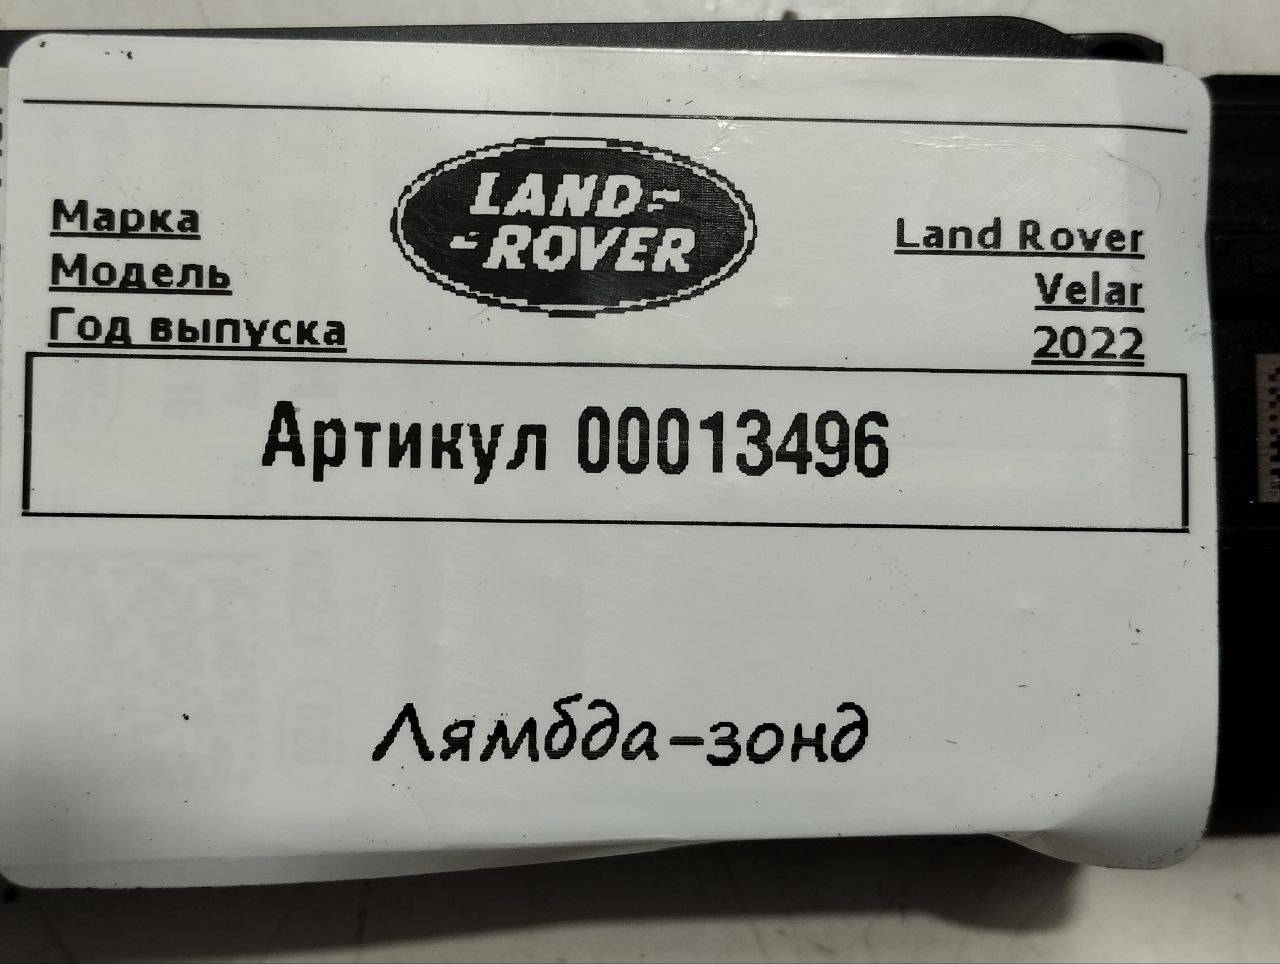 LAND-
-ROVER
Марка Land Rover
Модель Velar
Год выпуска 2022
Артикул 00013496
Лямбда-зонд